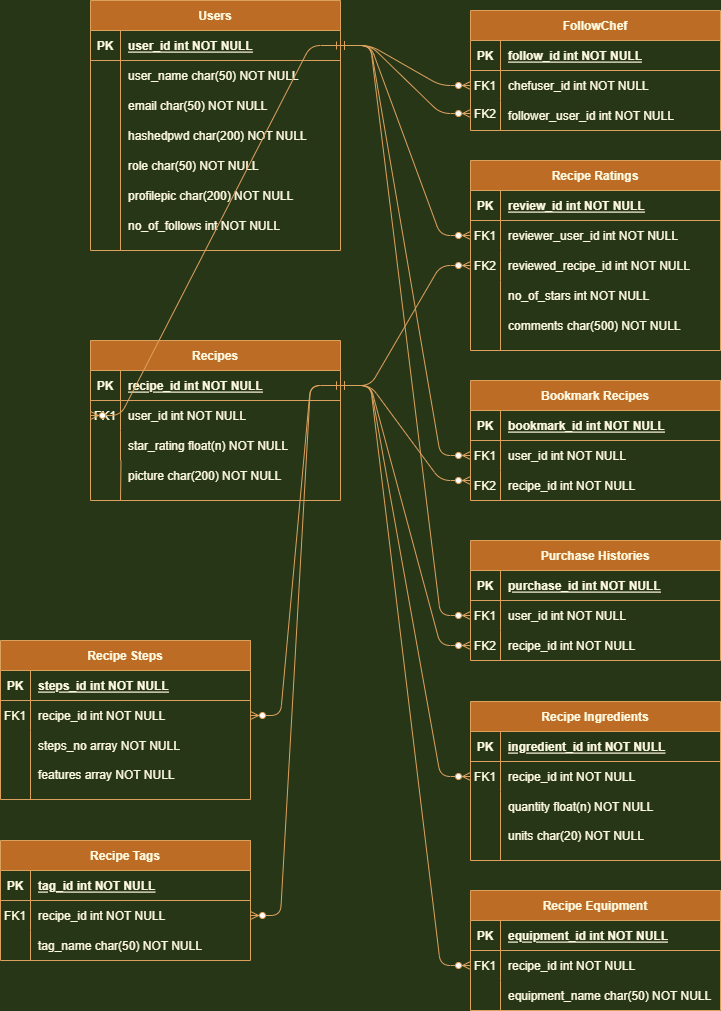 Users
PK user_id int NOT NULL
user_name char(50) NOT NULL
email char(50) NOT NULL
hashedpwd char(200) NOT NULL
role char(50) NOT NULL
profilepic char(200) NOT NULL
no_of_follows int NOT NULL
Recipes
PK recipe_id int NOT NULL
FK1 user_id int NOT NULL
star_rating float(n) NOT NULL
picture char(200) NOT NULL
Recipe Steps
PK steps_id int NOT NULL
FK1 recipe_id int NOT NULL
steps_no array NOT NULL
features array NOT NULL
Recipe Tags
PK tag_id int NOT NULL
FK1 recipe_id int NOT NULL
tag_name char(50) NOT NULL
FollowChef
PK follow_id int NOT NULL
FK1 chefuser_id int NOT NULL
FK2 follower_user_id int NOT NULL
Recipe Ratings
PK review_id int NOT NULL
FK1 reviewer_user_id int NOT NULL
FK2 reviewed_recipe_id int NOT NULL
no_of_stars int NOT NULL
comments char(500) NOT NULL
Bookmark Recipes
PK bookmark_id int NOT NULL
FK1 user_id int NOT NULL
FK2 recipe_id int NOT NULL
Purchase Histories
PK purchase_id int NOT NULL
FK1 user_id int NOT NULL
FK2 recipe_id int NOT NULL
Recipe Ingredients
PK ingredient_id int NOT NULL
FK1 recipe_id int NOT NULL
quantity float(n) NOT NULL
units char(20) NOT NULL
Recipe Equipment
PK equipment_id int NOT NULL
FK1 recipe_id int NOT NULL
equipment_name char(50) NOT NULL